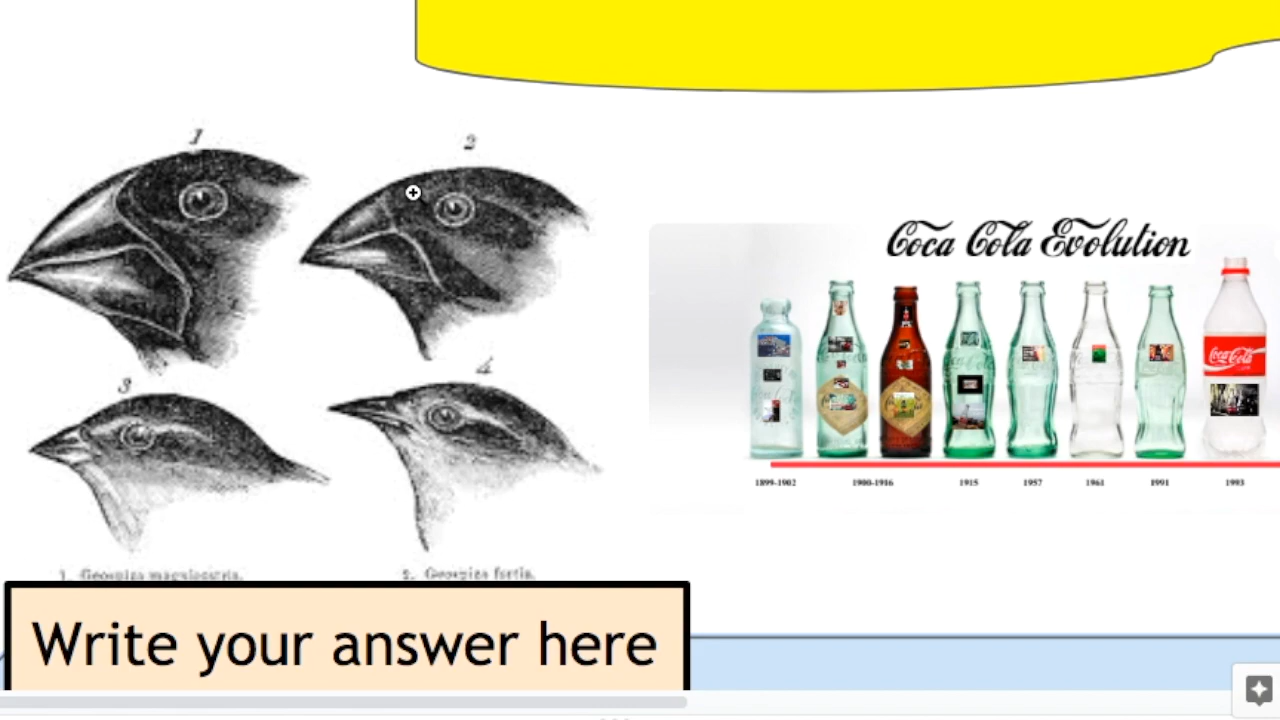 1
2
3
4
1. Geospiza magnirostris.
2. Geospiza fortis.
Coca Cola Evolution
Coca-Cola
1899-1902
1900-1916
1915
1957
1961
1991
1993
Write your answer here